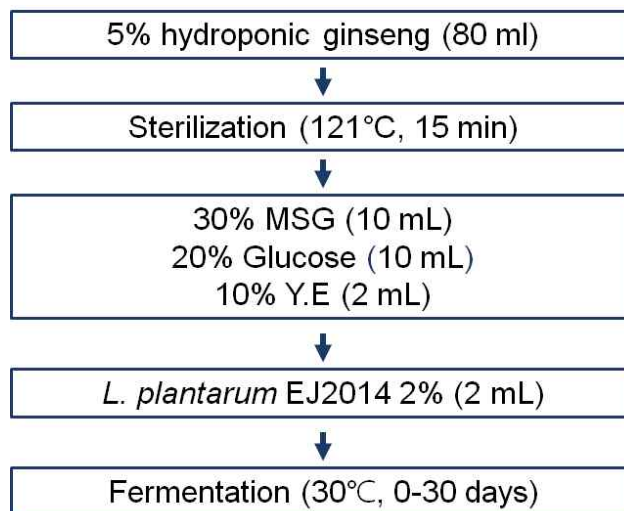 5% hydroponic ginseng (80 ml)
Sterilization (121°C, 15 min)
30% MSG (10 mL)
20% Glucose (10 mL)
10% Y.E (2 mL)
L. plantarum EJ2014 2% (2 mL)
Fermentation (30℃, 0-30 days)